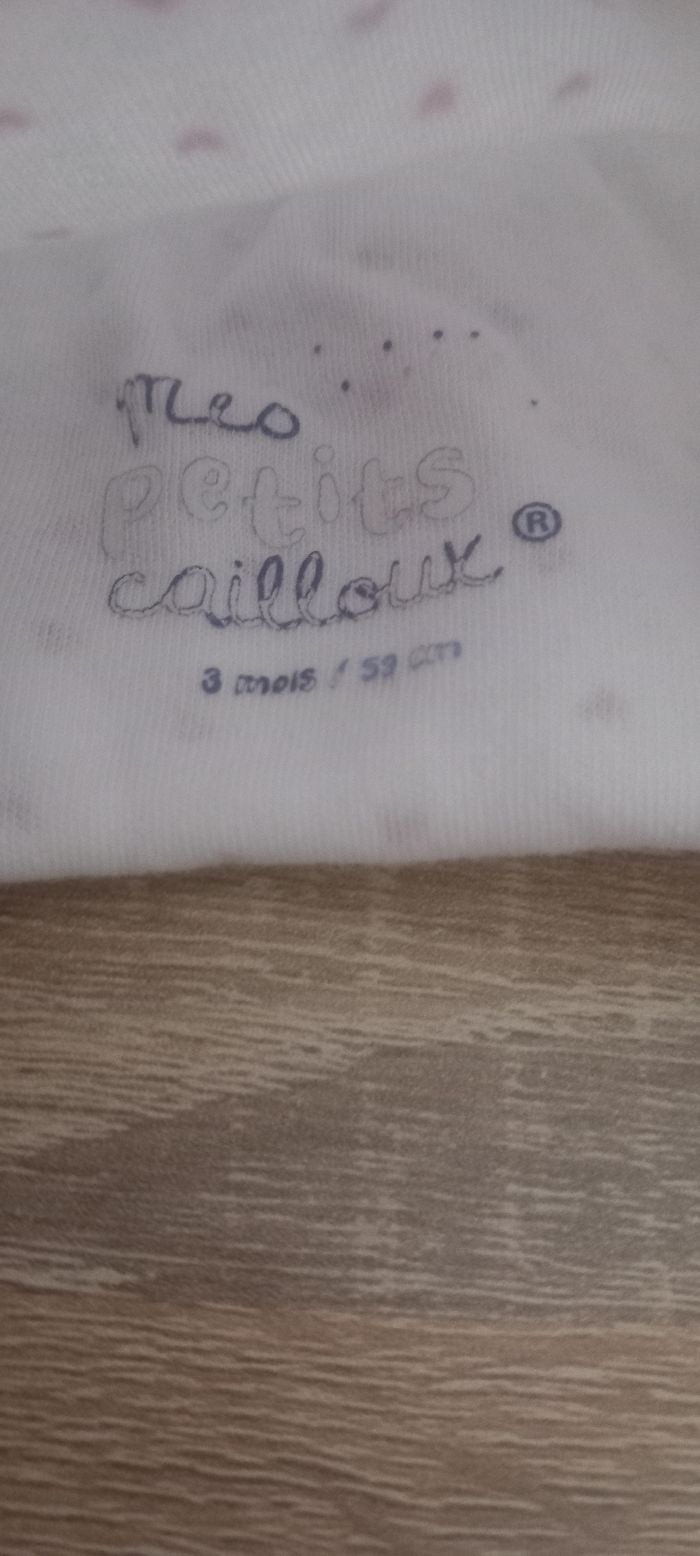 mes
petits
cailloux ®
3 mois / 59 cm